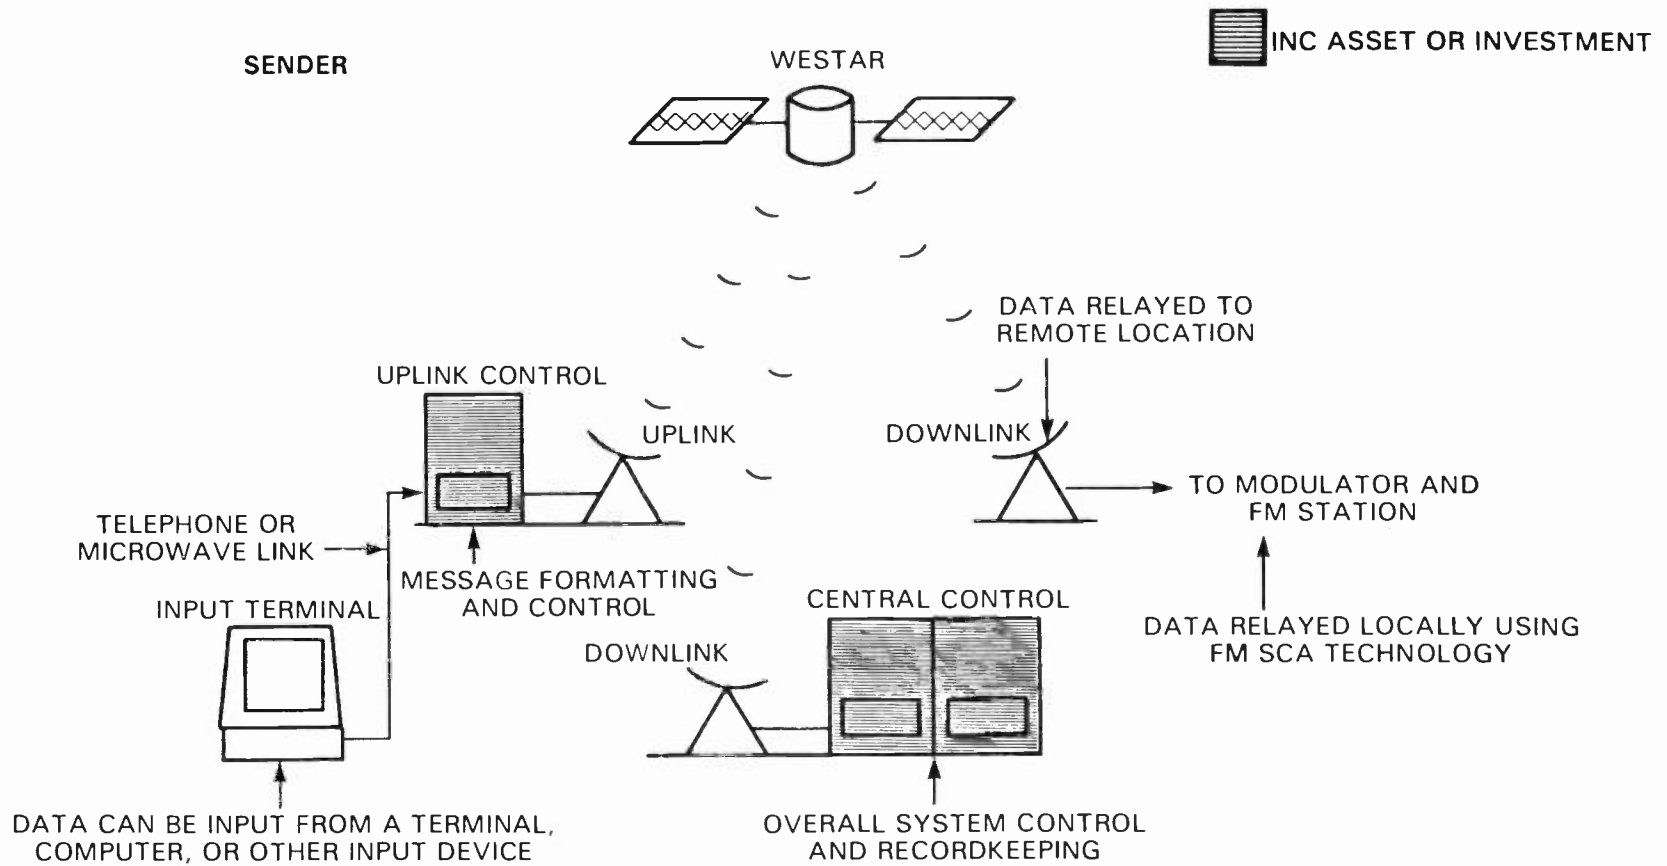 SENDER
WESTAR
INC ASSET OR INVESTMENT
DATA RELAYED TO
REMOTE LOCATION
UPLINK CONTROL
UPLINK
DOWNLINK
TO MODULATOR AND
FM STATION
TELEPHONE OR
MICROWAVE LINK
MESSAGE FORMATTING
AND CONTROL
INPUT TERMINAL
CENTRAL CONTROL
DATA RELAYED LOCALLY USING
FM SCA TECHNOLOGY
DOWNLINK
DATA CAN BE INPUT FROM A TERMINAL,
COMPUTER, OR OTHER INPUT DEVICE
OVERALL SYSTEM CONTROL
AND RECORDKEEPING